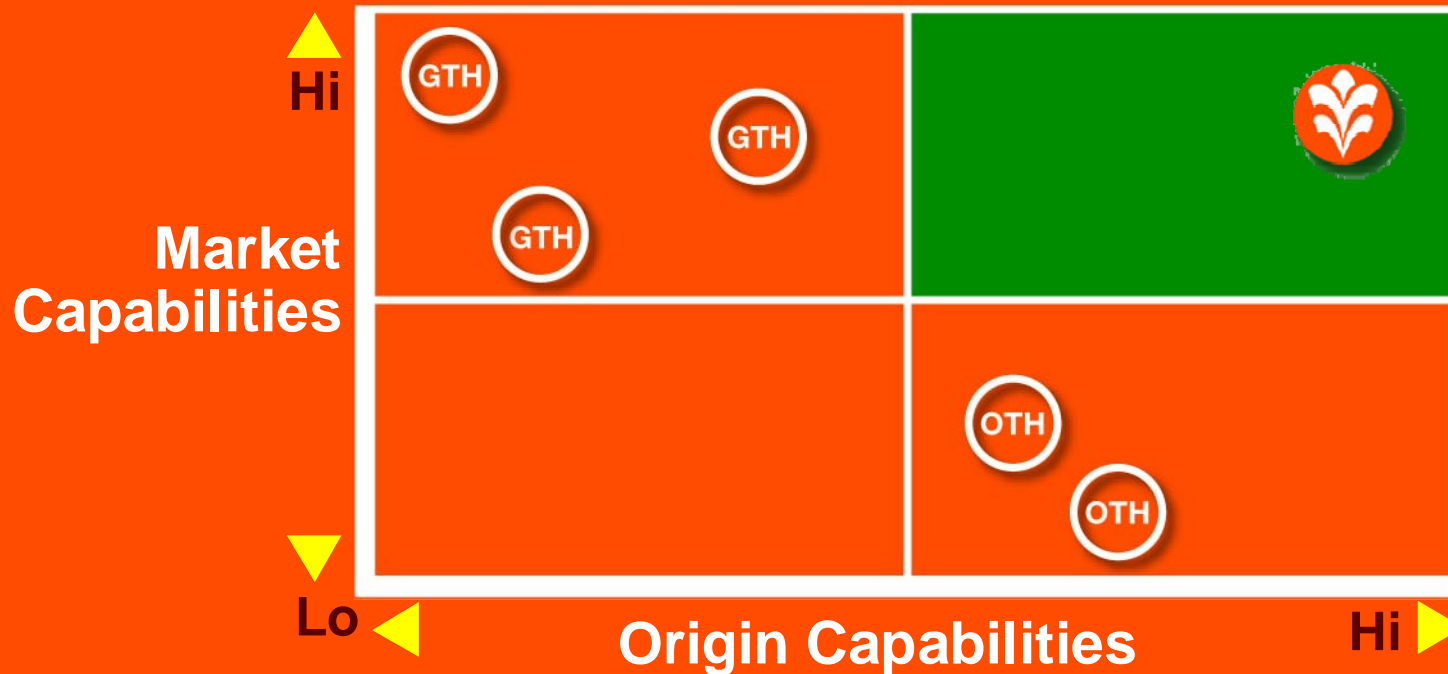 Hi
GTH
GTH
GTH
Market
Capabilities
OTH
OTH
Lo
Origin Capabilities
Hi